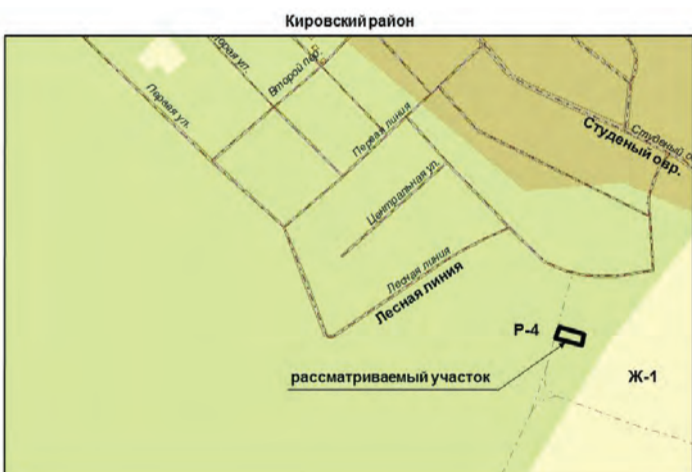 Кировский район
Второй пер.
Первая ул.
Первая линия
Студеный овр.
Центральная ул.
Лесная линия
Лесная линия
Р-4
рассматриваемый участок
Ж-1